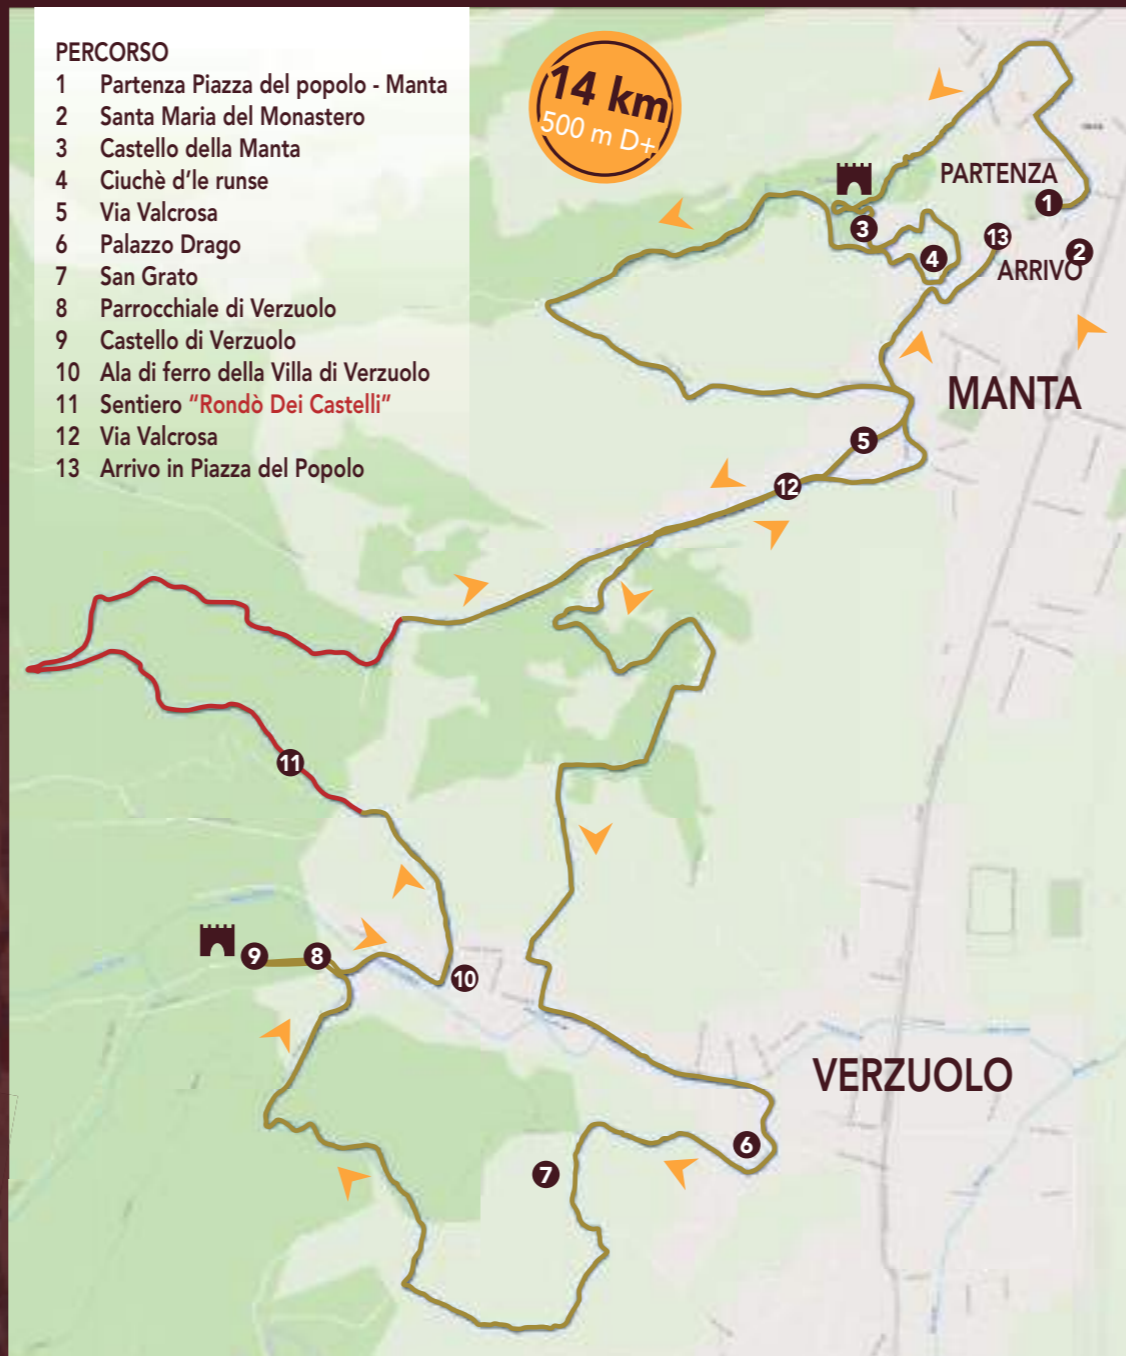 PERCORSO
1 Partenza Piazza del popolo - Manta
2 Santa Maria del Monastero
3 Castello della Manta
4 Ciuchè d'le runse
5 Via Valcrosa
6 Palazzo Drago
7 San Grato
8 Parrocchiale di Verzuolo
9 Castello di Verzuolo
10 Ala di ferro della Villa di Verzuolo
11 Sentiero “Rondò Dei Castelli”
12 Via Valcrosa
13 Arrivo in Piazza del Popolo
14 km
500 m D+
PARTENZA
1
3
13
2
4
ARRIVO
MANTA
5
12
11
9
8
10
VERZUOLO
6
7